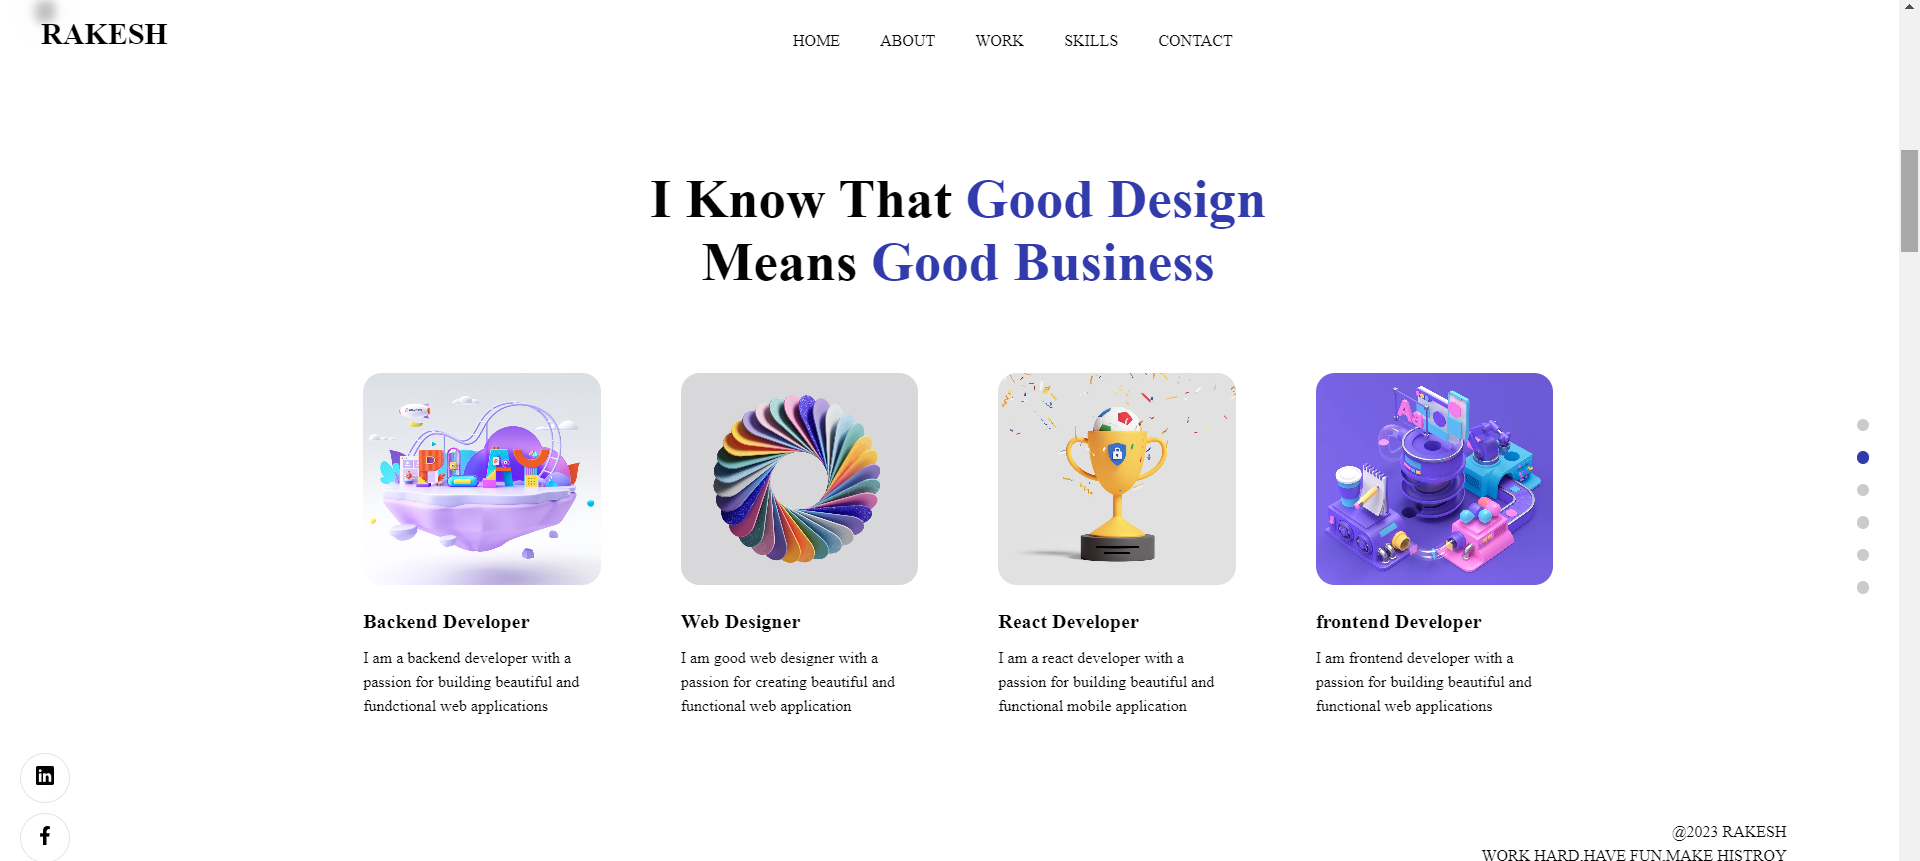 RAKESH
HOME ABOUT WORK SKILLS CONTACT
I Know That Good Design
Means Good Business
Backend Developer
I am a backend developer with a
passion for building beautiful and
fundctional web applications
Web Designer
I am good web designer with a
passion for creating beautiful and
functional web application
React Developer
I am a react developer with a
passion for building beautiful and
functional mobile application
frontend Developer
I am frontend developer with a
passion for building beautiful and
functional web applications
@2023 RAKESH
WORK HARD.HAVE FUN.MAKE HISTROY